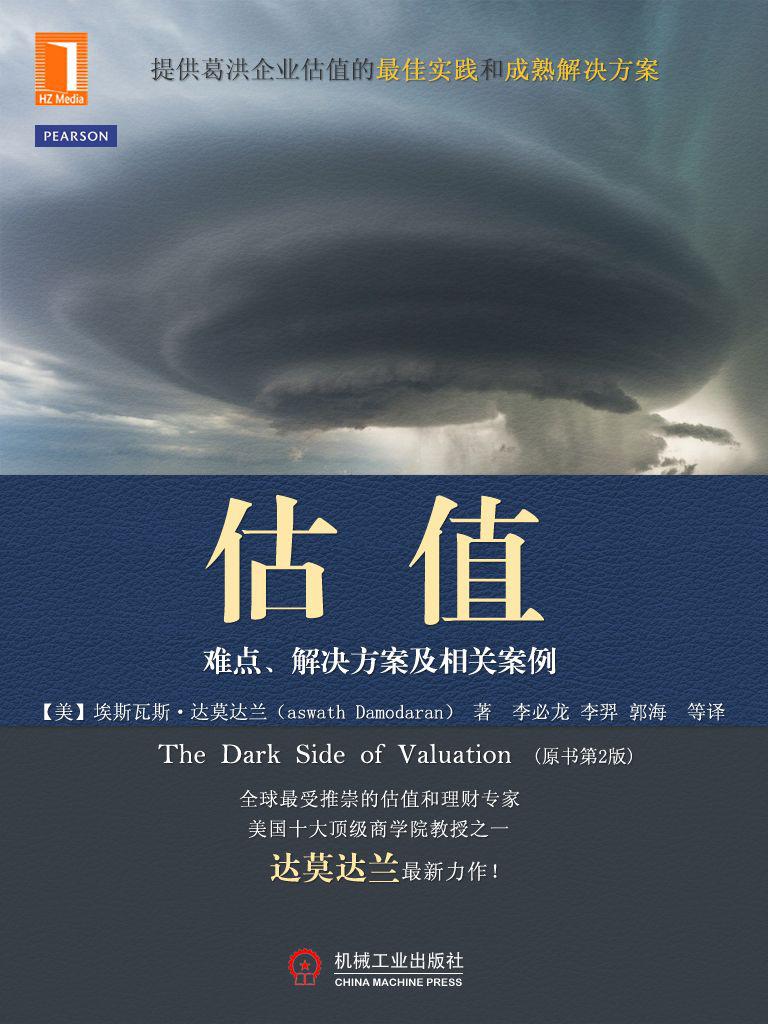 提供葛洪企业估值的最佳实践和成熟解决方案
HZ Media
PEARSON
估值
难点、解决方案及相关案例
【美】埃斯瓦斯·达莫达兰（aswath Damodaran） 著 李必龙 李羿 郭海 等译
The Dark Side of Valuation (原书第2版)
全球最受推崇的估值和理财专家
美国十大顶级商学院教授之一
达莫达兰最新力作！
机械工业出版社
CHINA MACHINE PRESS